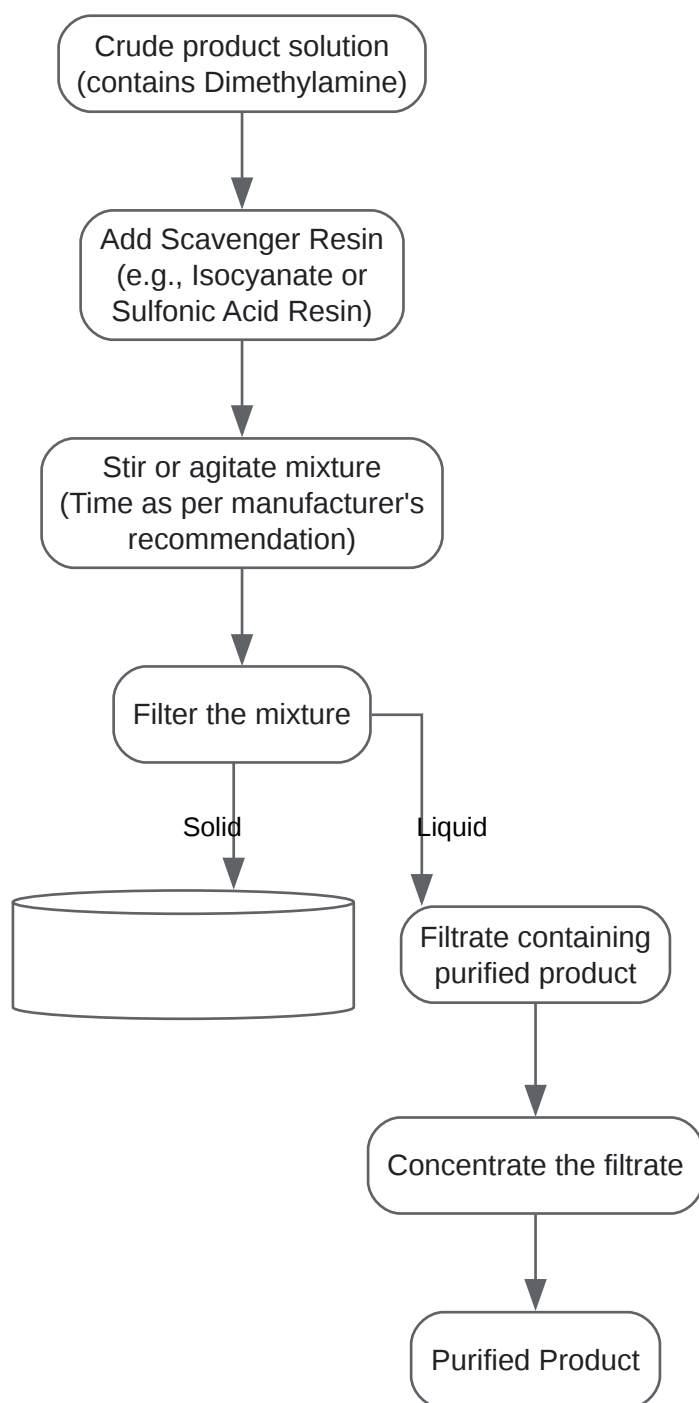 Crude product solution
(contains Dimethylamine)
Add Scavenger Resin
(e.g., Isocyanate or
Sulfonic Acid Resin)
Stir or agitate mixture
(Time as per manufacturer's
recommendation)
Filter the mixture
Solid
Liquid
Filtrate containing
purified product
Concentrate the filtrate
Purified Product